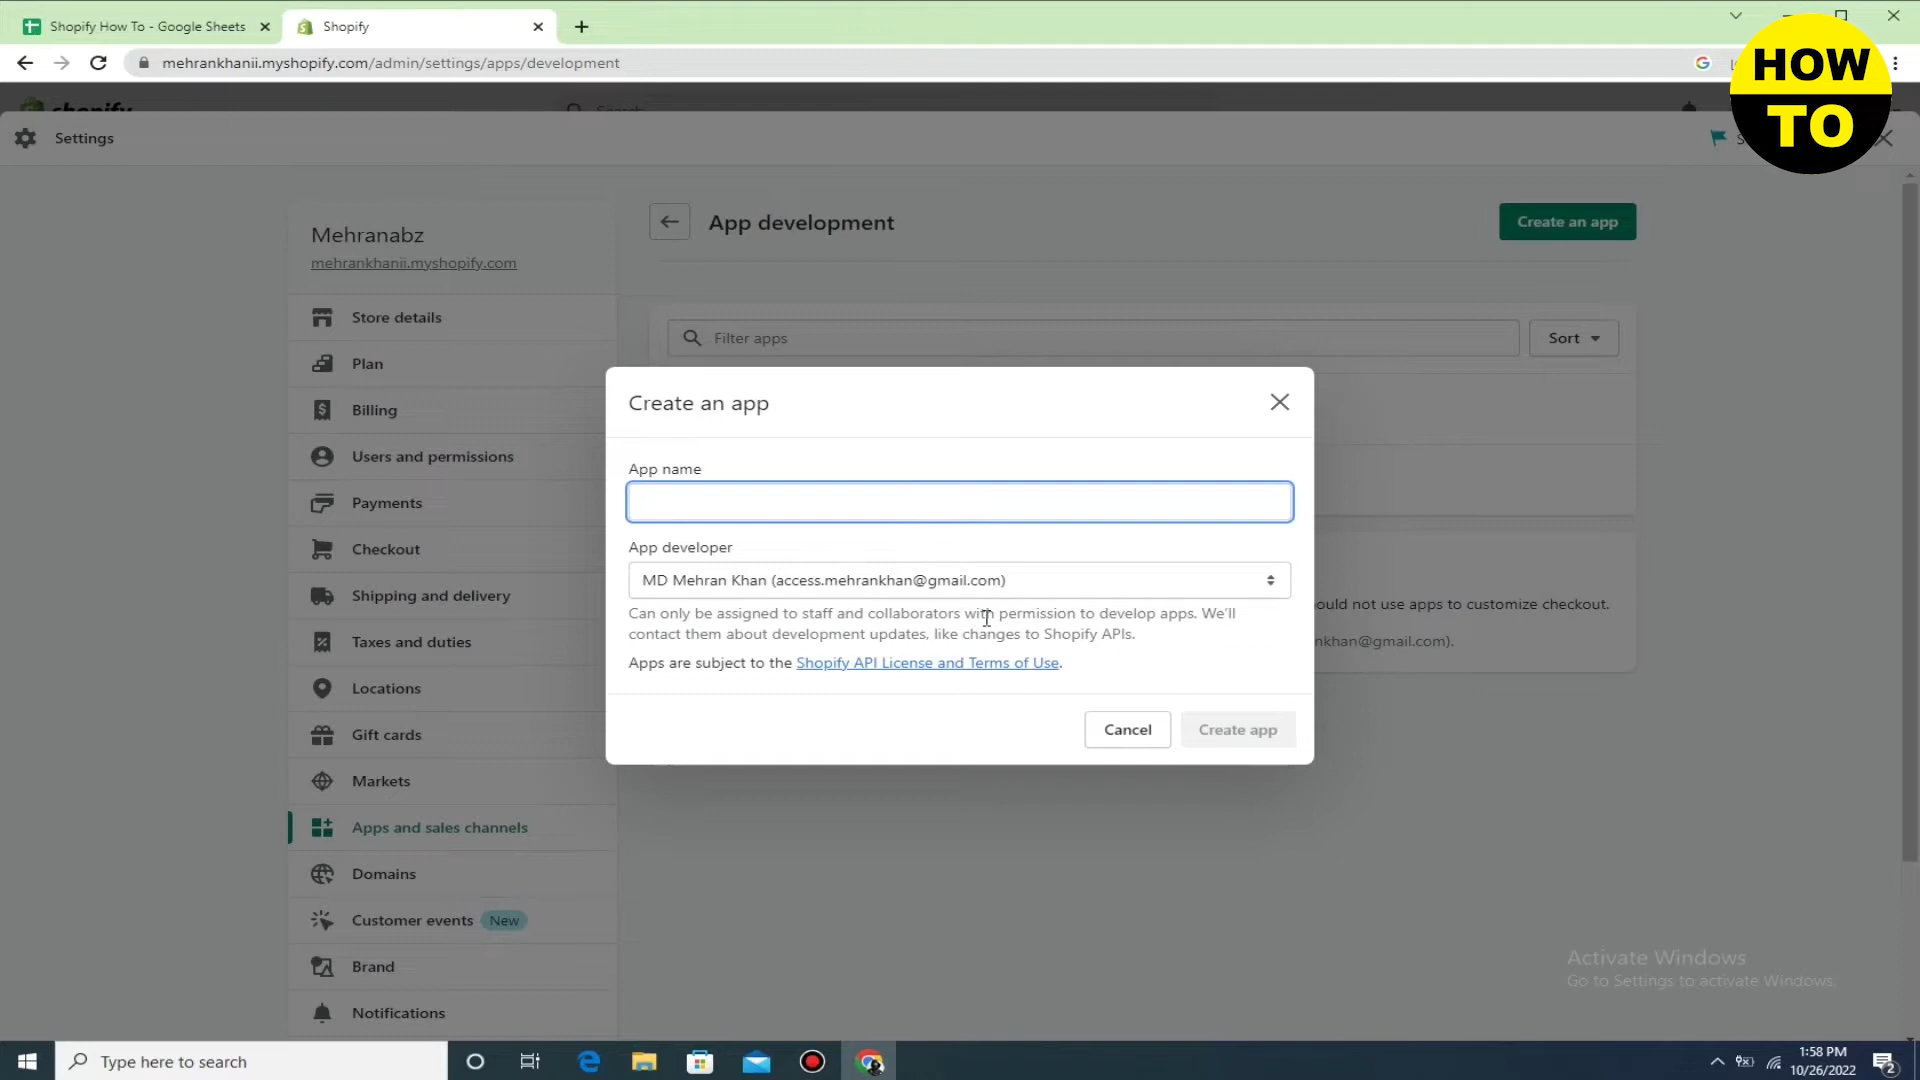 Shopify How To - Google Sheets
Shopify
mehrankhanii.myshopify.com/admin/settings/apps/development
HOW
TO
shopify
Search
Settings
Mehranabz
mehrankhanii.myshopify.com
App development
Create an app
Store details
Plan
Billing
Users and permissions
Payments
Checkout
Shipping and delivery
Taxes and duties
Locations
Gift cards
Markets
Apps and sales channels
Domains
Customer events New
Brand
Notifications
Filter apps
Sort
Create an app
App name
App developer
MD Mehran Khan (access.mehrankhan@gmail.com)
Can only be assigned to staff and collaborators with permission to develop apps. We'll
contact them about development updates, like changes to Shopify APIs.
Apps are subject to the Shopify API License and Terms of Use.
Cancel
Create app
ould not use apps to customize checkout.
nkhan@gmail.com).
Activate Windows
Go to Settings to activate Windows.
Type here to search
1:58 PM
10/26/2022
2